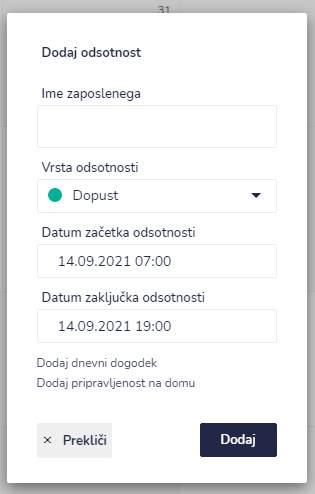 31
Dodaj odsotnost
Ime zaposlenega
Vrsta odsotnosti
Dopust
Datum začetka odsotnosti
14.09.2021 07:00
Datum zaključka odsotnosti
14.09.2021 19:00
Dodaj dnevni dogodek
Dodaj pripravljenost na domu
× Prekliči
Dodaj